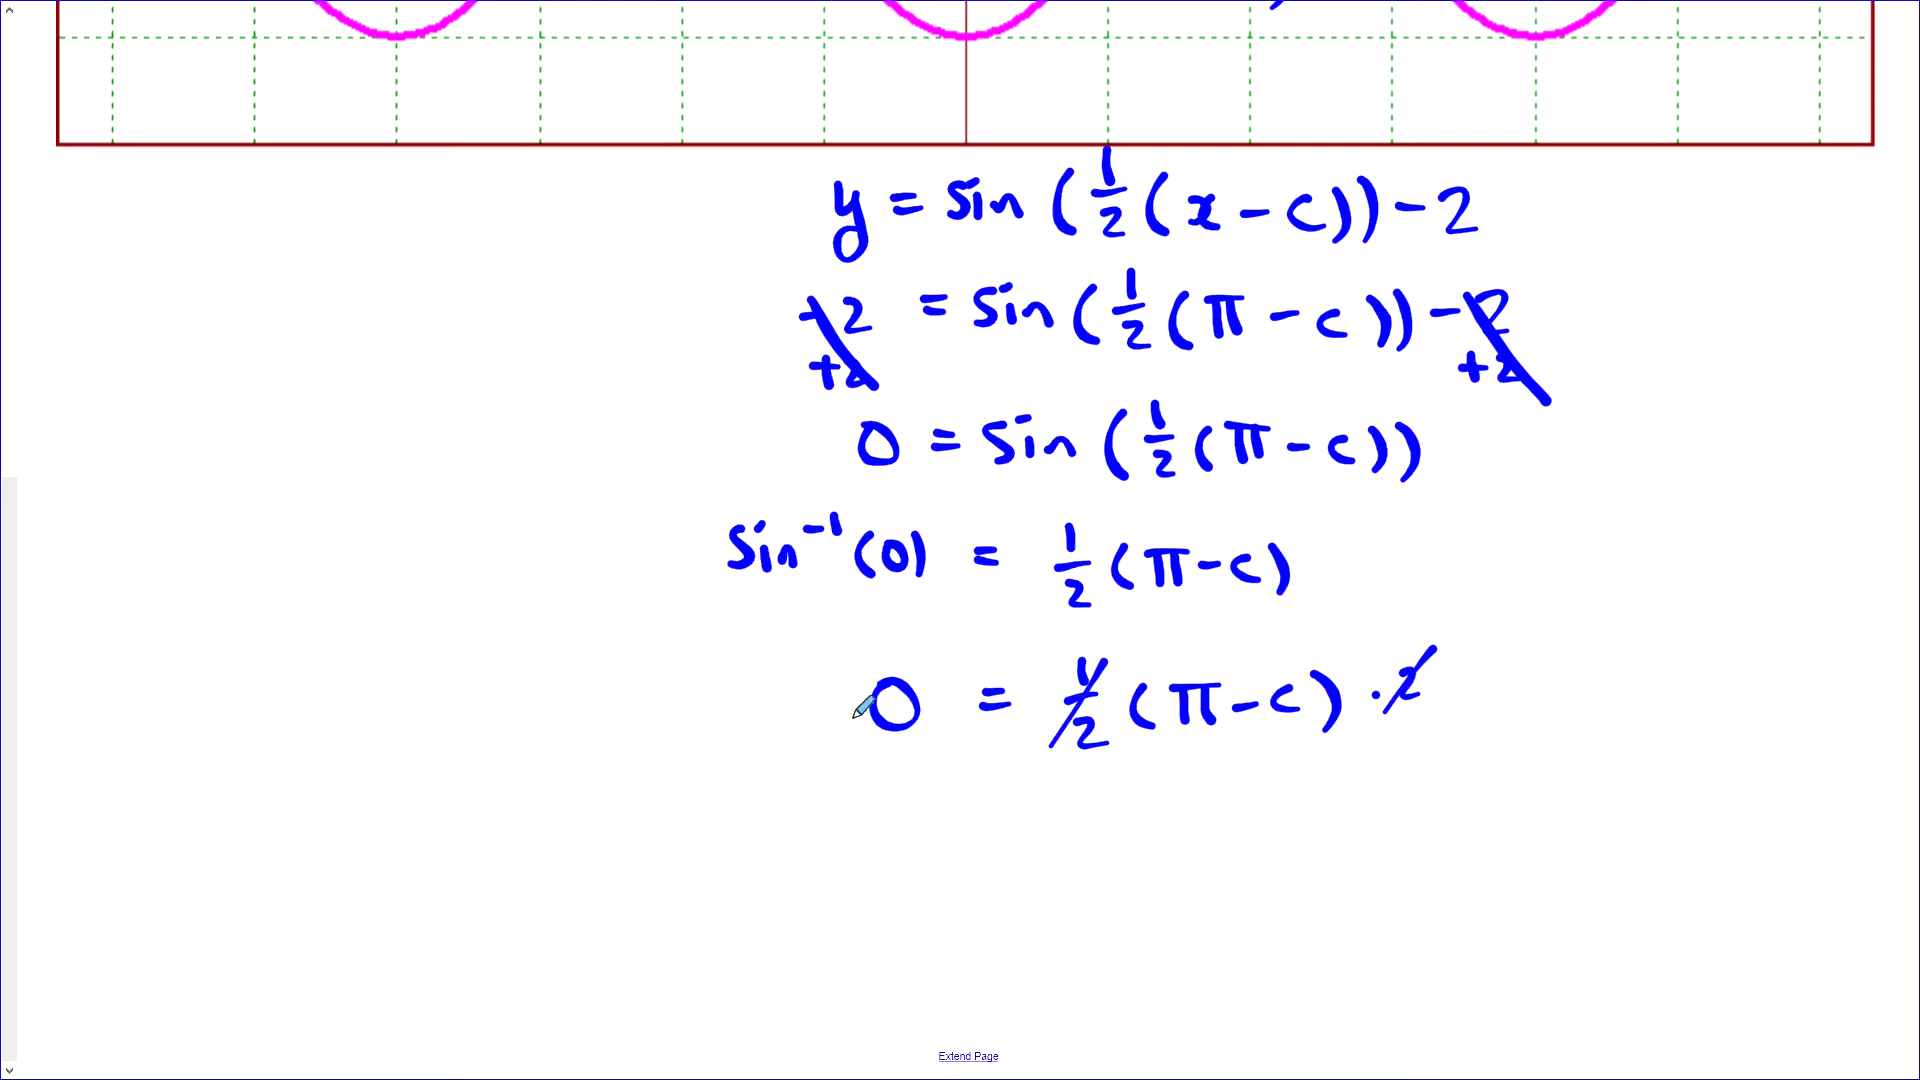 y = sin (1/2 (x - c)) - 2
-2 = sin (1/2 (π - c)) - 2
+2 +2
0 = sin (1/2 (π - c))
sin⁻¹ (0) = 1/2 (π - c)
0 = 1/2 (π - c) · 2
Extend Page